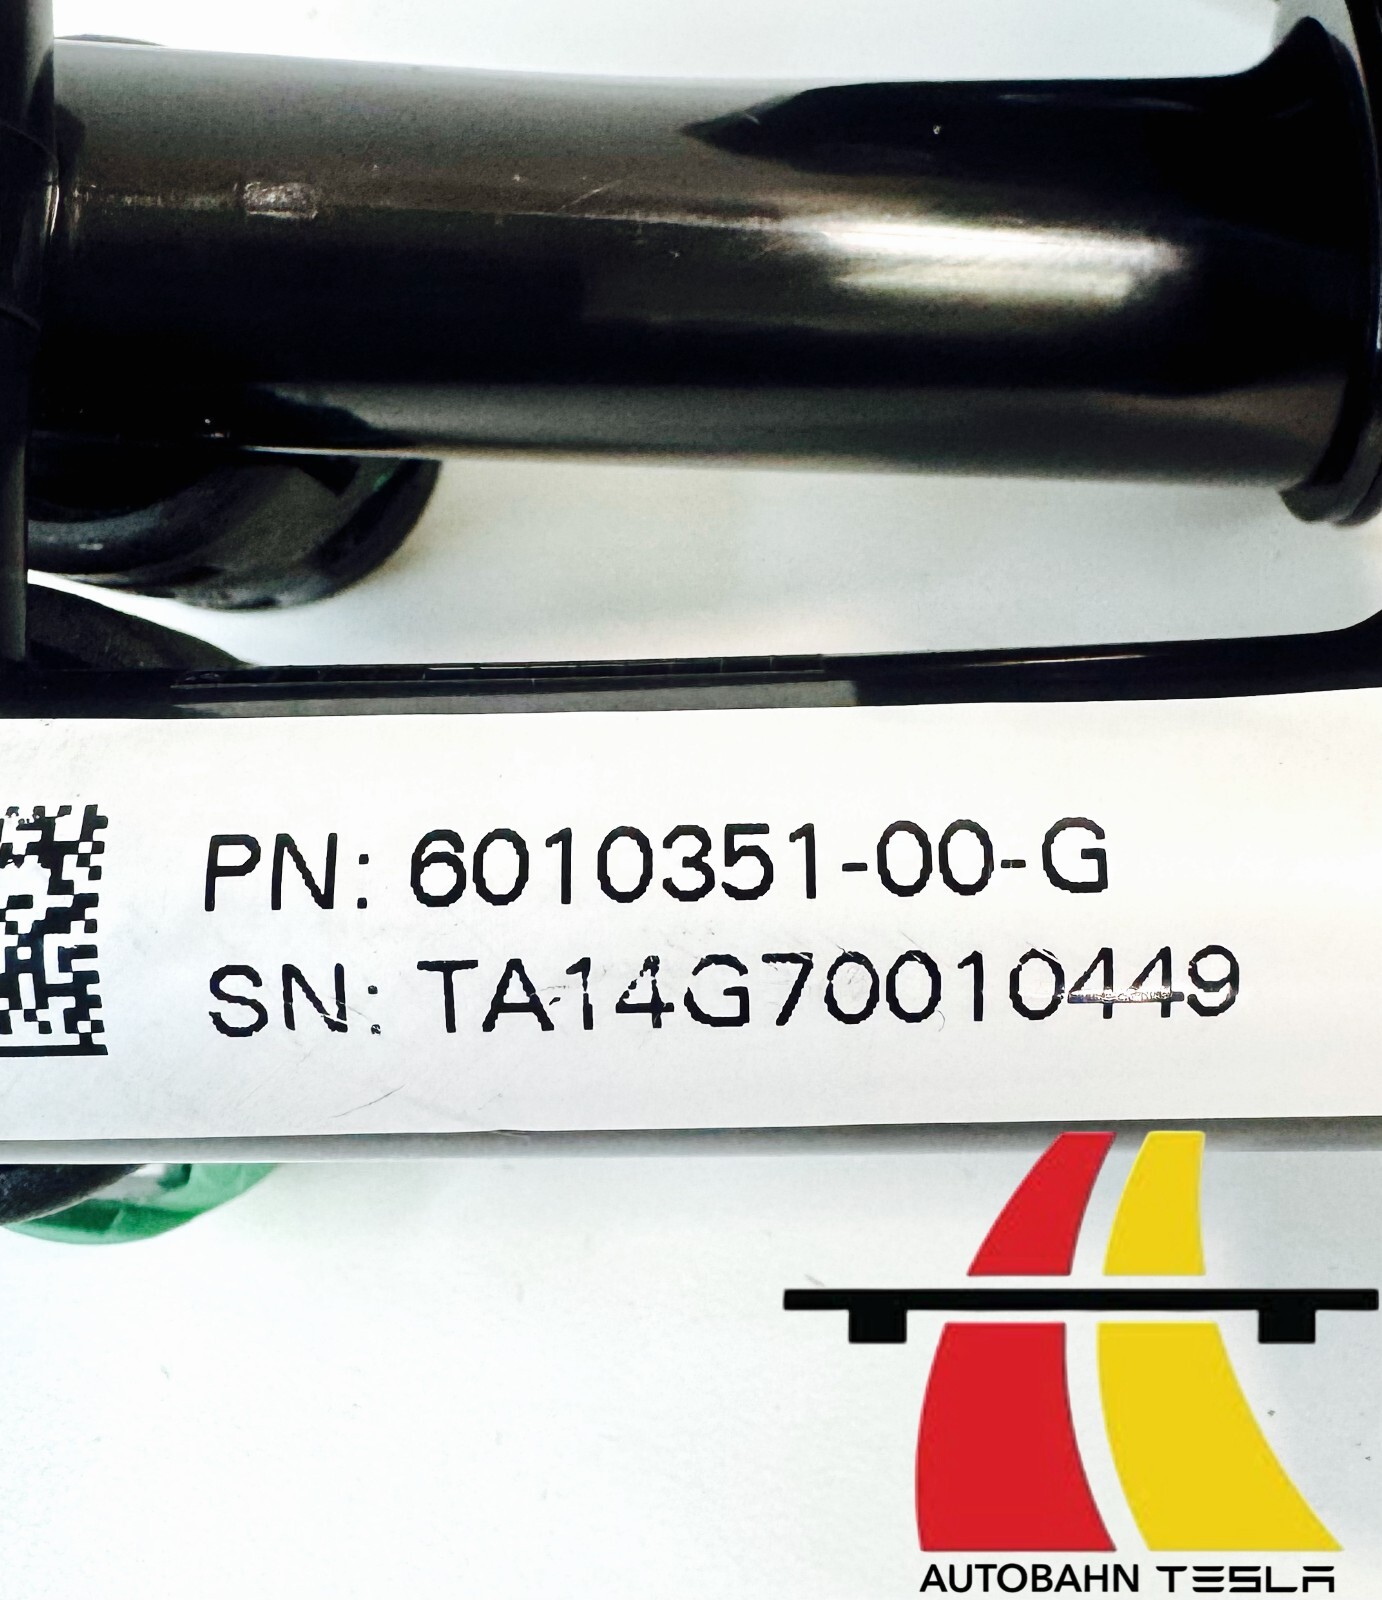 PN: 6010351-00-G
SN: TA14G70010449
AUTOBAHN TESLA